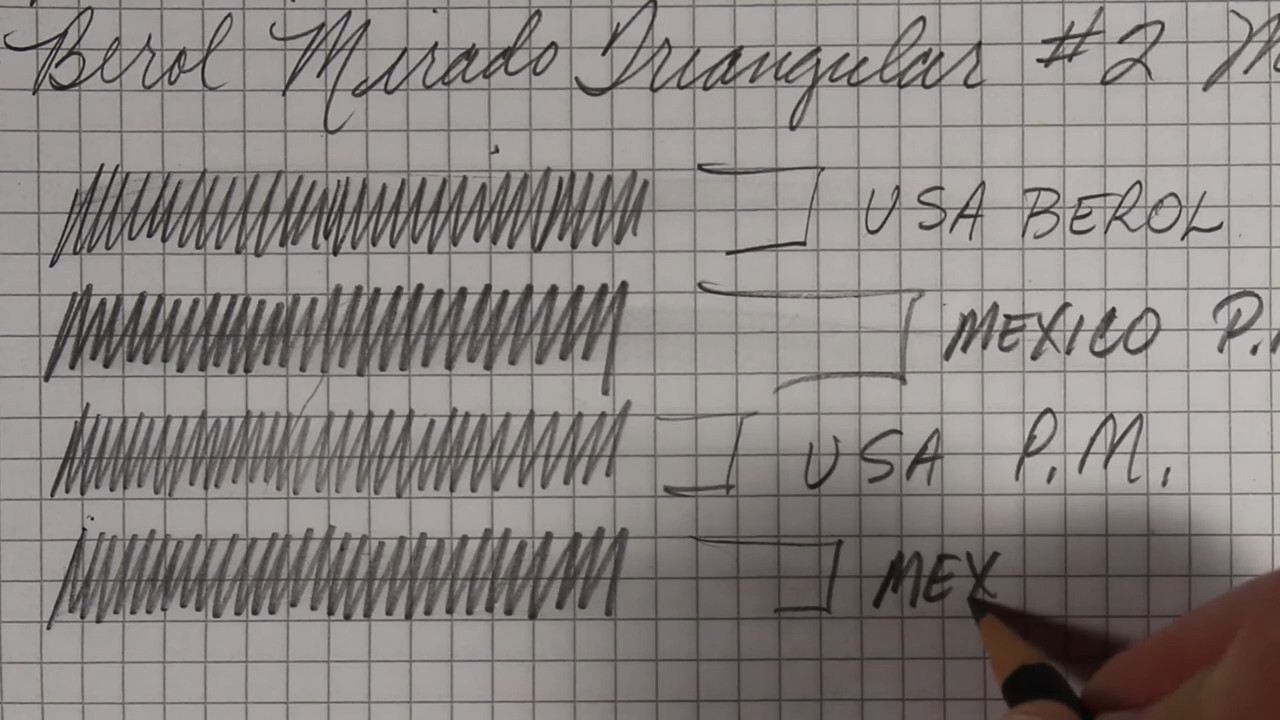 Berol Mirado Triangular #2 M
USA BEROL
MEXICO P.
USA P.M.
MEX